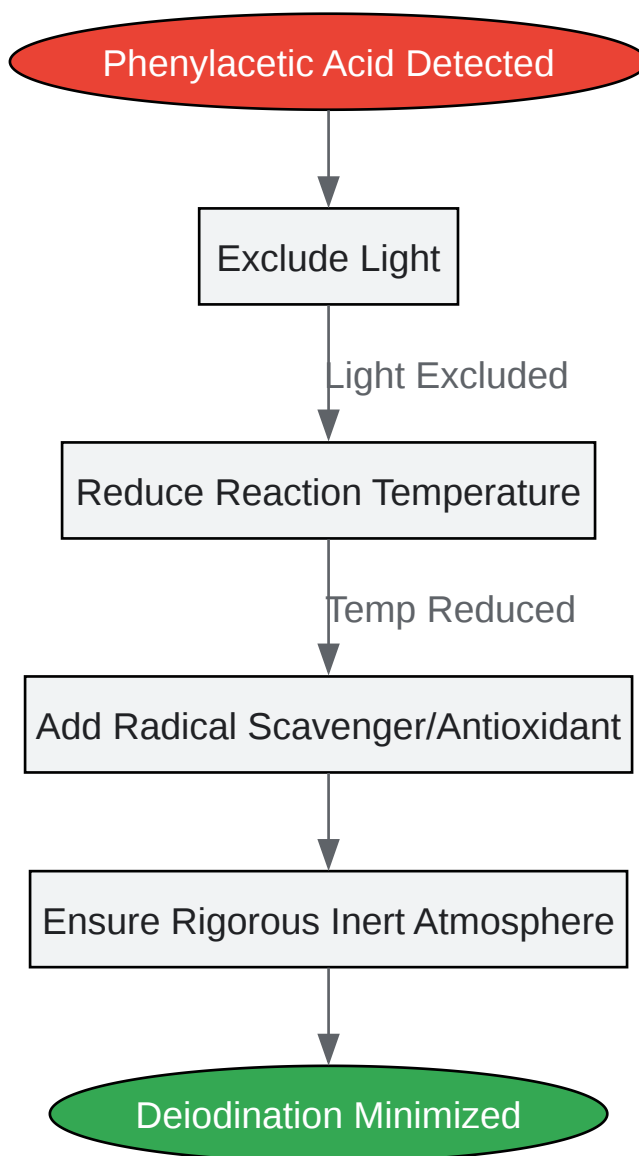 Phenylacetic Acid Detected
Exclude Light
Light Excluded
Reduce Reaction Temperature
Temp Reduced
Add Radical Scavenger/Antioxidant
Ensure Rigorous Inert Atmosphere
Deiodination Minimized